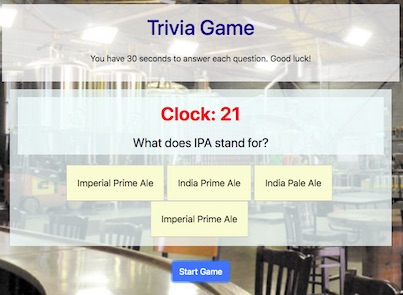 Trivia Game
You have 30 seconds to answer each question. Good luck!
Clock: 21
What does IPA stand for?
Imperial Prime Ale
India Prime Ale
India Pale Ale
Imperial Prime Ale
Start Game